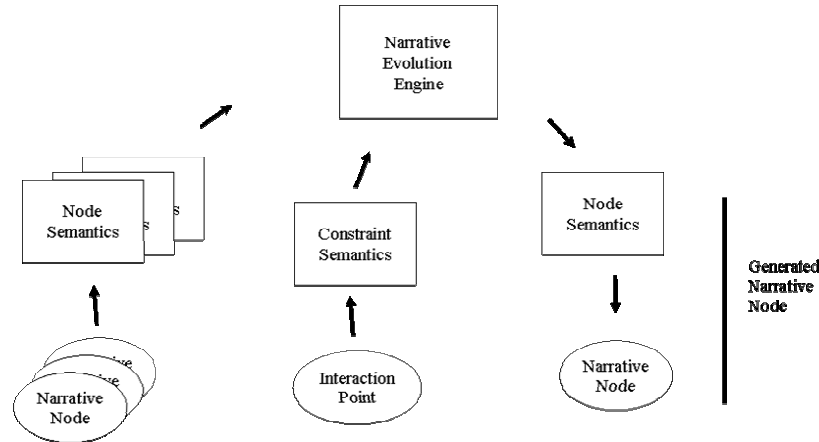 Narrative
Evolution
Engine
s
s
Node
Semantics
Constraint
Semantics
Node
Semantics
Generated
Narrative
Node
Narrative
Node
Interaction
Point
Narrative
Node